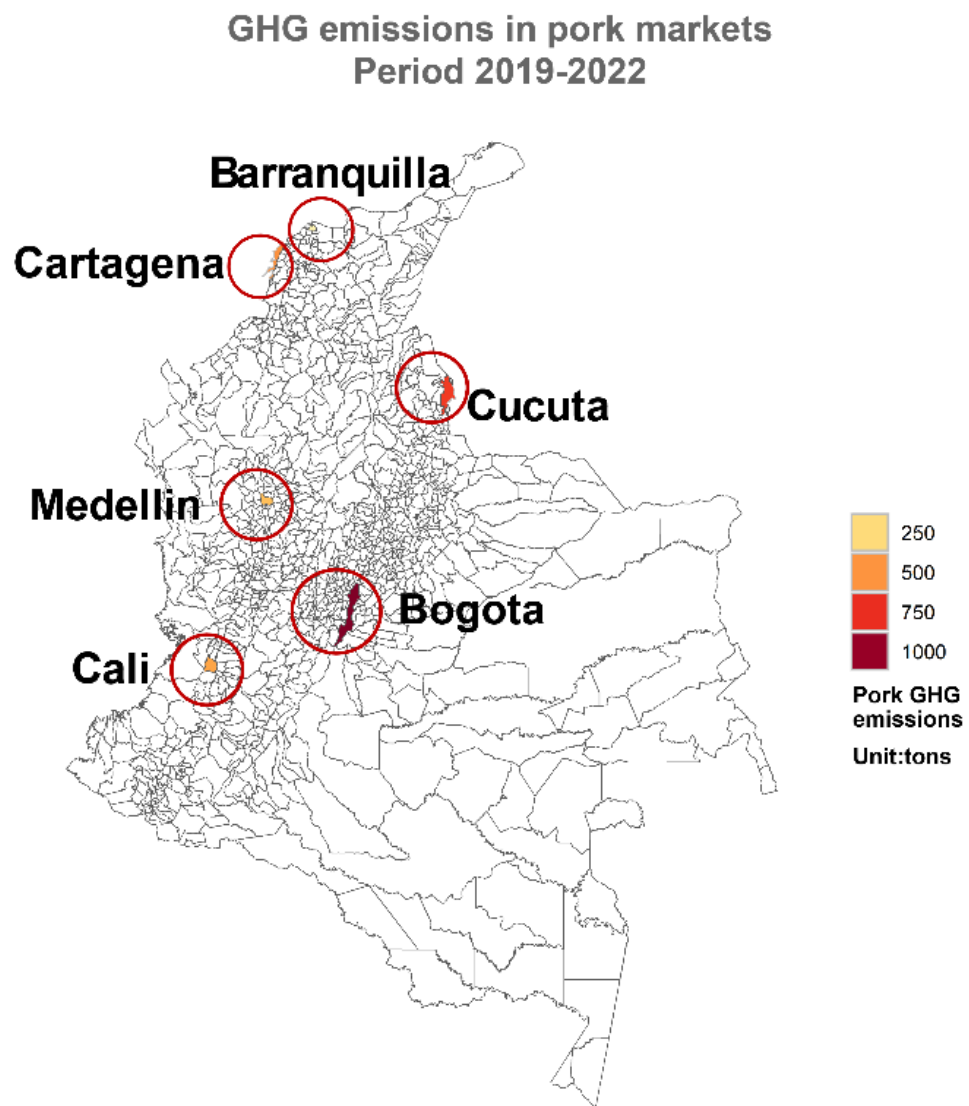 GHG emissions in pork markets
Period 2019-2022
Barranquilla
Cartagena
Cucuta
Medellin
Bogota
Cali
250
500
750
1000
Pork GHG
emissions
Unit:tons